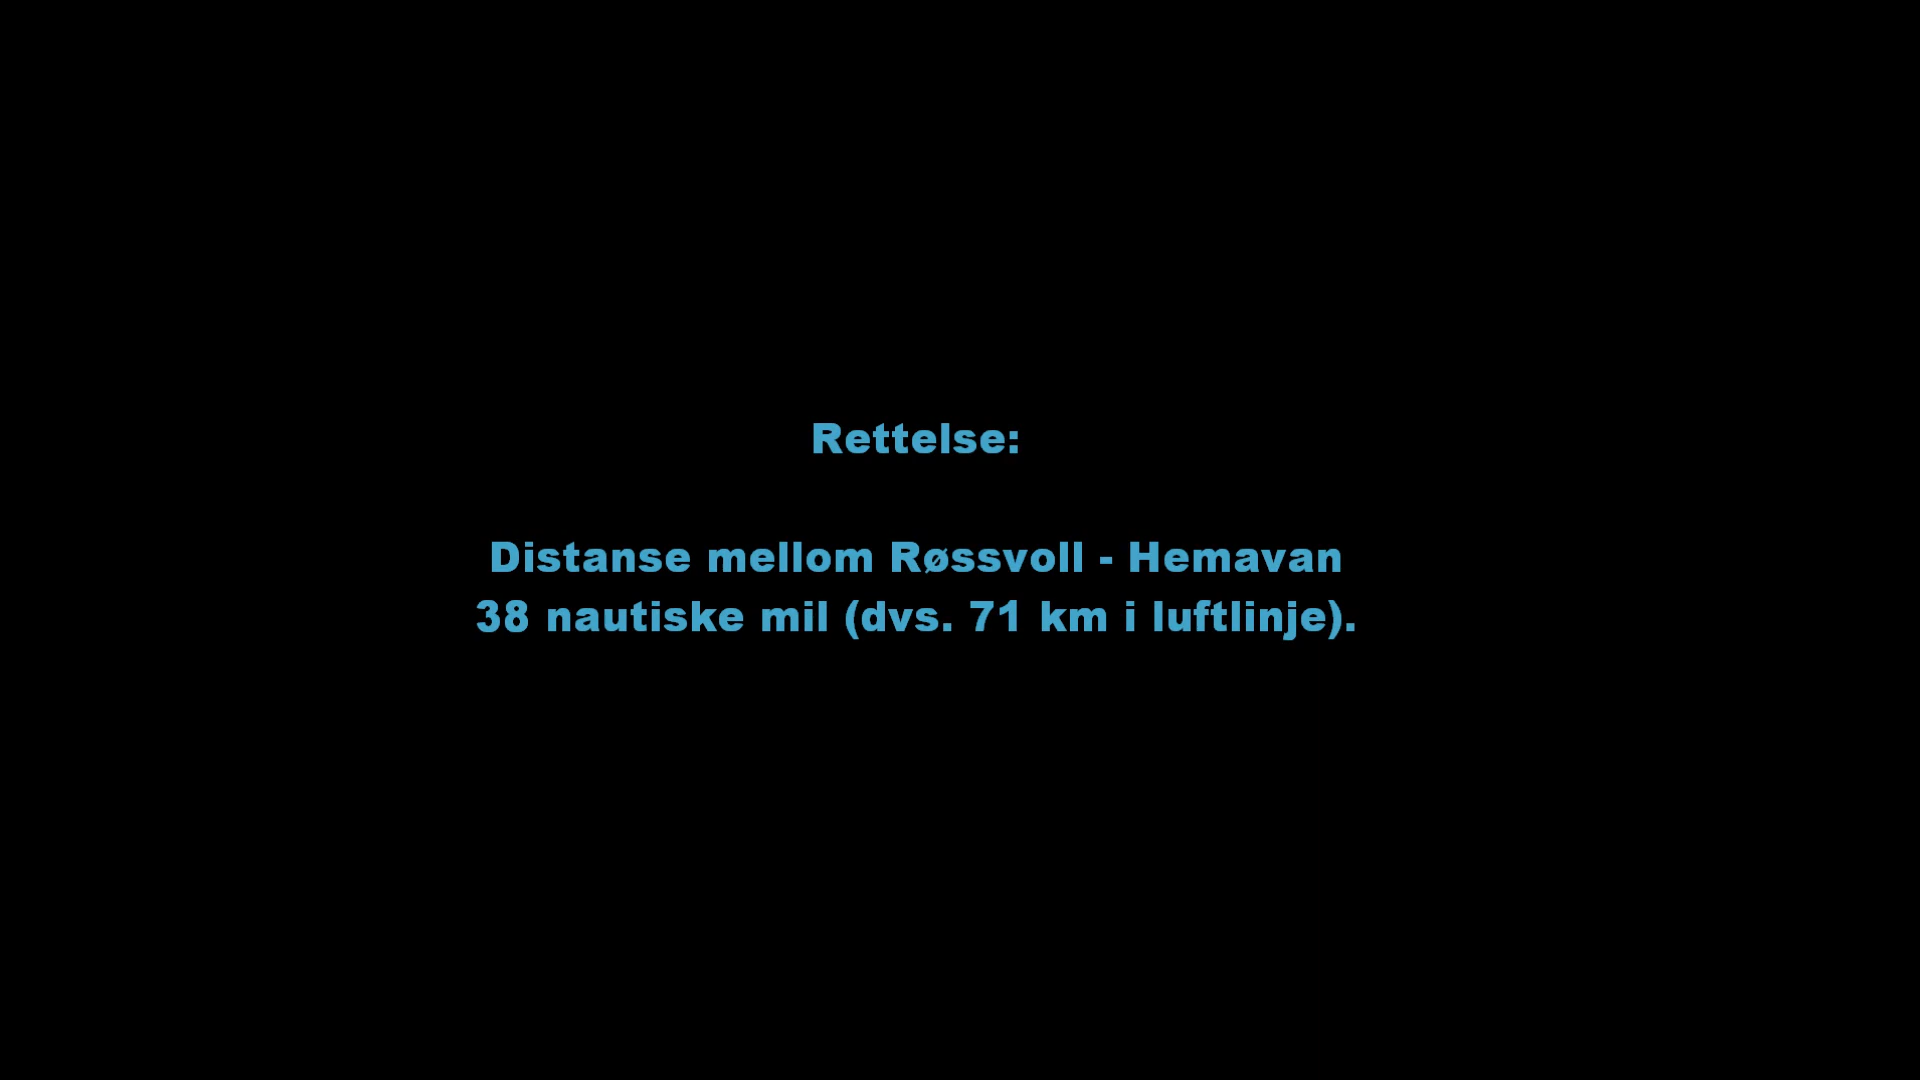 Rettelse:
Distanse mellom Røssvoll - Hemavan
38 nautiske mil (dvs. 71 km i luftlinje).